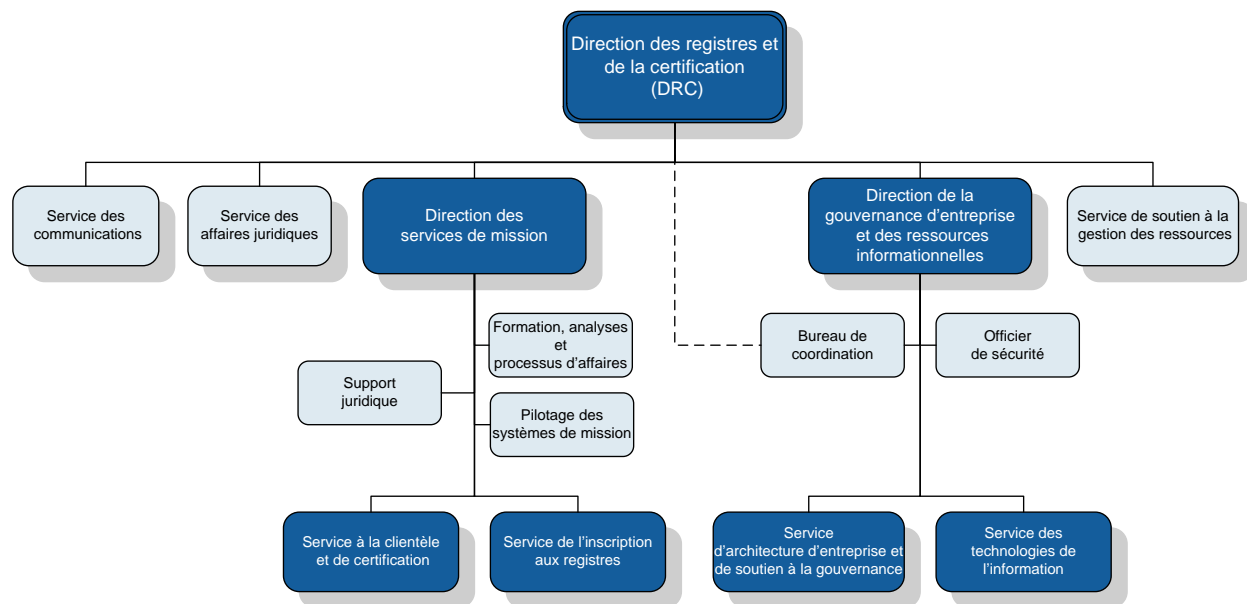 Direction des registres et
de la certification
(DRC)
Service des
communications
Service des
affaires juridiques
Direction des
services de mission
Direction de la
gouvernance d'entreprise
et des ressources
informationnelles
Service de soutien à la
gestion des ressources
Formation, analyses
et
processus d'affaires
Support
juridique
Pilotage des
systèmes de mission
Bureau de
coordination
Officier
de sécurité
Service à la clientèle
et de certification
Service de l'inscription
aux registres
Service
d'architecture d'entreprise et
de soutien à la gouvernance
Service des
technologies de
l'information